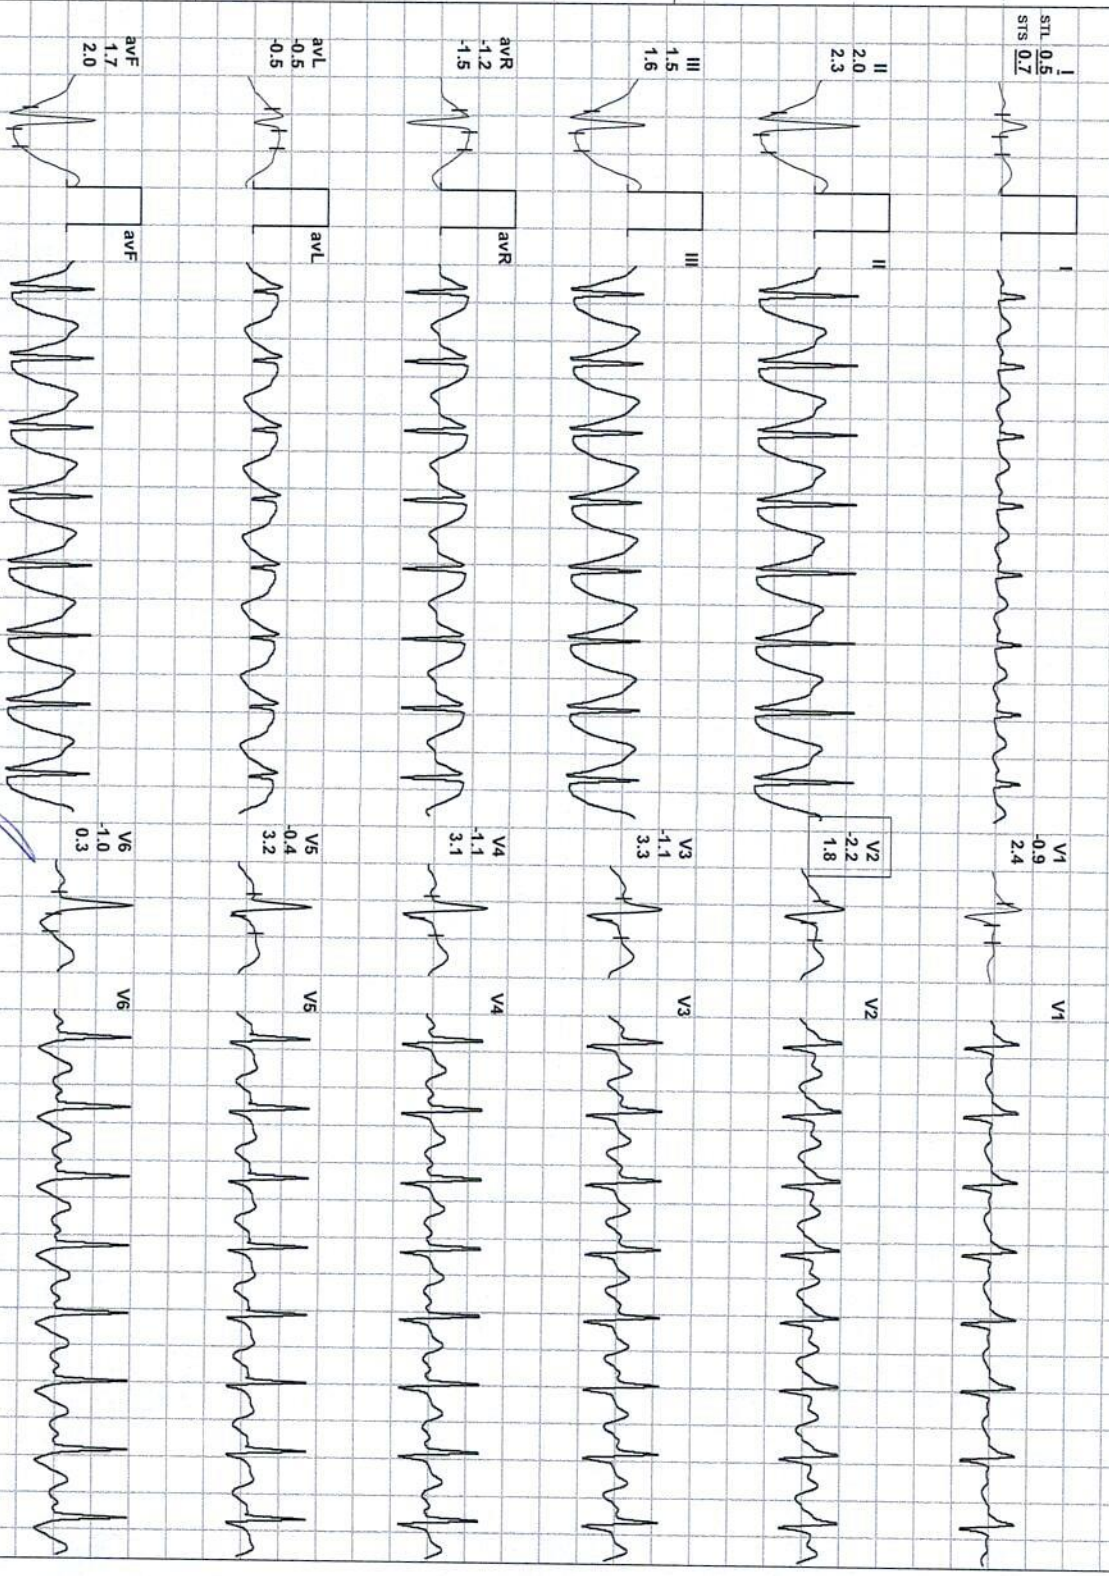 I
STL 0.5
STS 0.7
I
II
2.0
2.3
II
III
1.5
1.6
III
avR
-1.2
-1.5
avR
avL
-0.5
-0.5
avL
avF
1.7
2.0
avF
V1
-0.9
2.4
V1
V2
-2.2
1.8
V2
V3
-1.1
3.3
V3
V4
-1.1
3.1
V4
V5
-0.4
3.2
V5
V6
-1.0
0.3
V6